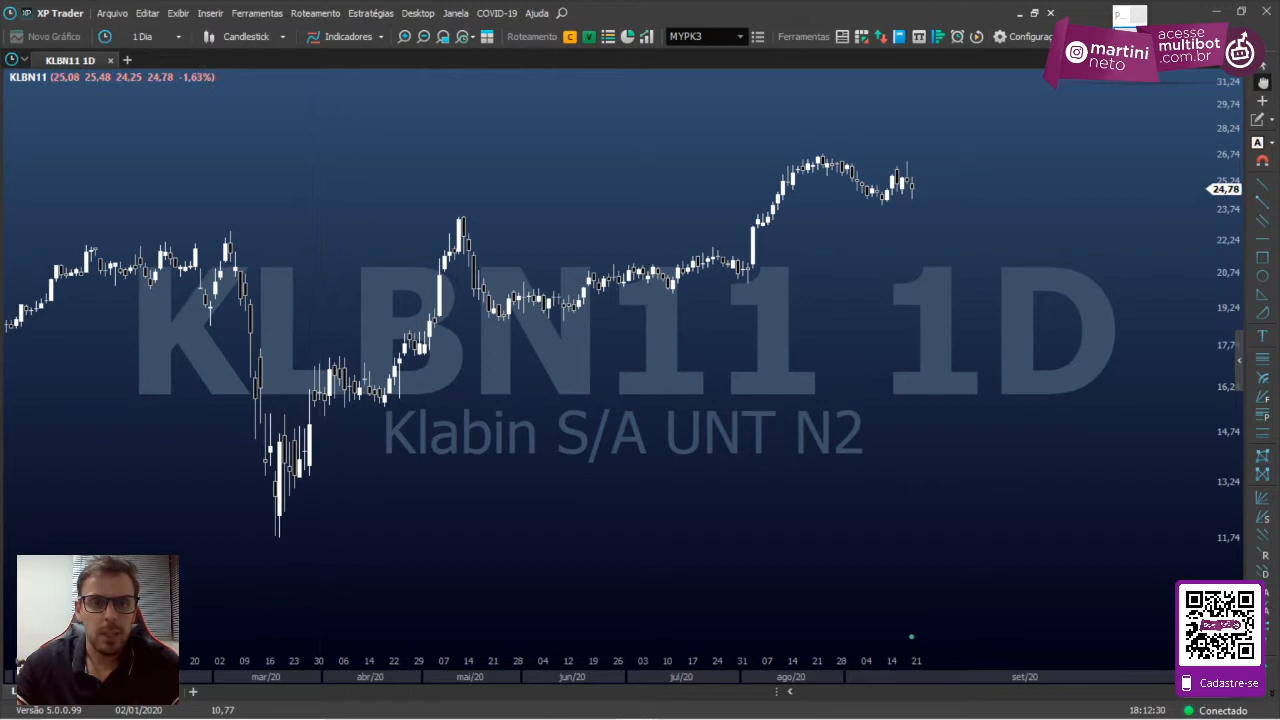 XP XP Trader Arquivo Editar Exibir Inserir Ferramentas Roteamento Estratégias Desktop Janela COVID-19 Ajuda
Novo Gráfico 1 Dia Candlestick Indicadores Roteamento C V MYPK3 Ferramentas Configuraç
KLBN11 1D
KLBN11 (25,08 25,48 24,25 24,78 -1,63%)
martini
neto
acesse
multibot
.com.br
31,24
29,74
28,24
26,74
25,24
24,78
23,74
22,24
20,74
19,24
17,74
16,24
14,74
13,24
11,74
KLBN11 1D
Klabin S/A UNT N2
20 02 09 16 23 30 06 14 22 29 07 14 21 28 04 12 19 26 03 10 17 24 31 07 14 21 28 04 14 21
mar/20 abr/20 mai/20 jun/20 jul/20 ago/20 set/20
Cadastre-se
Versão 5.0.0.99 02/01/2020 10,77 18:12:30 Conectado